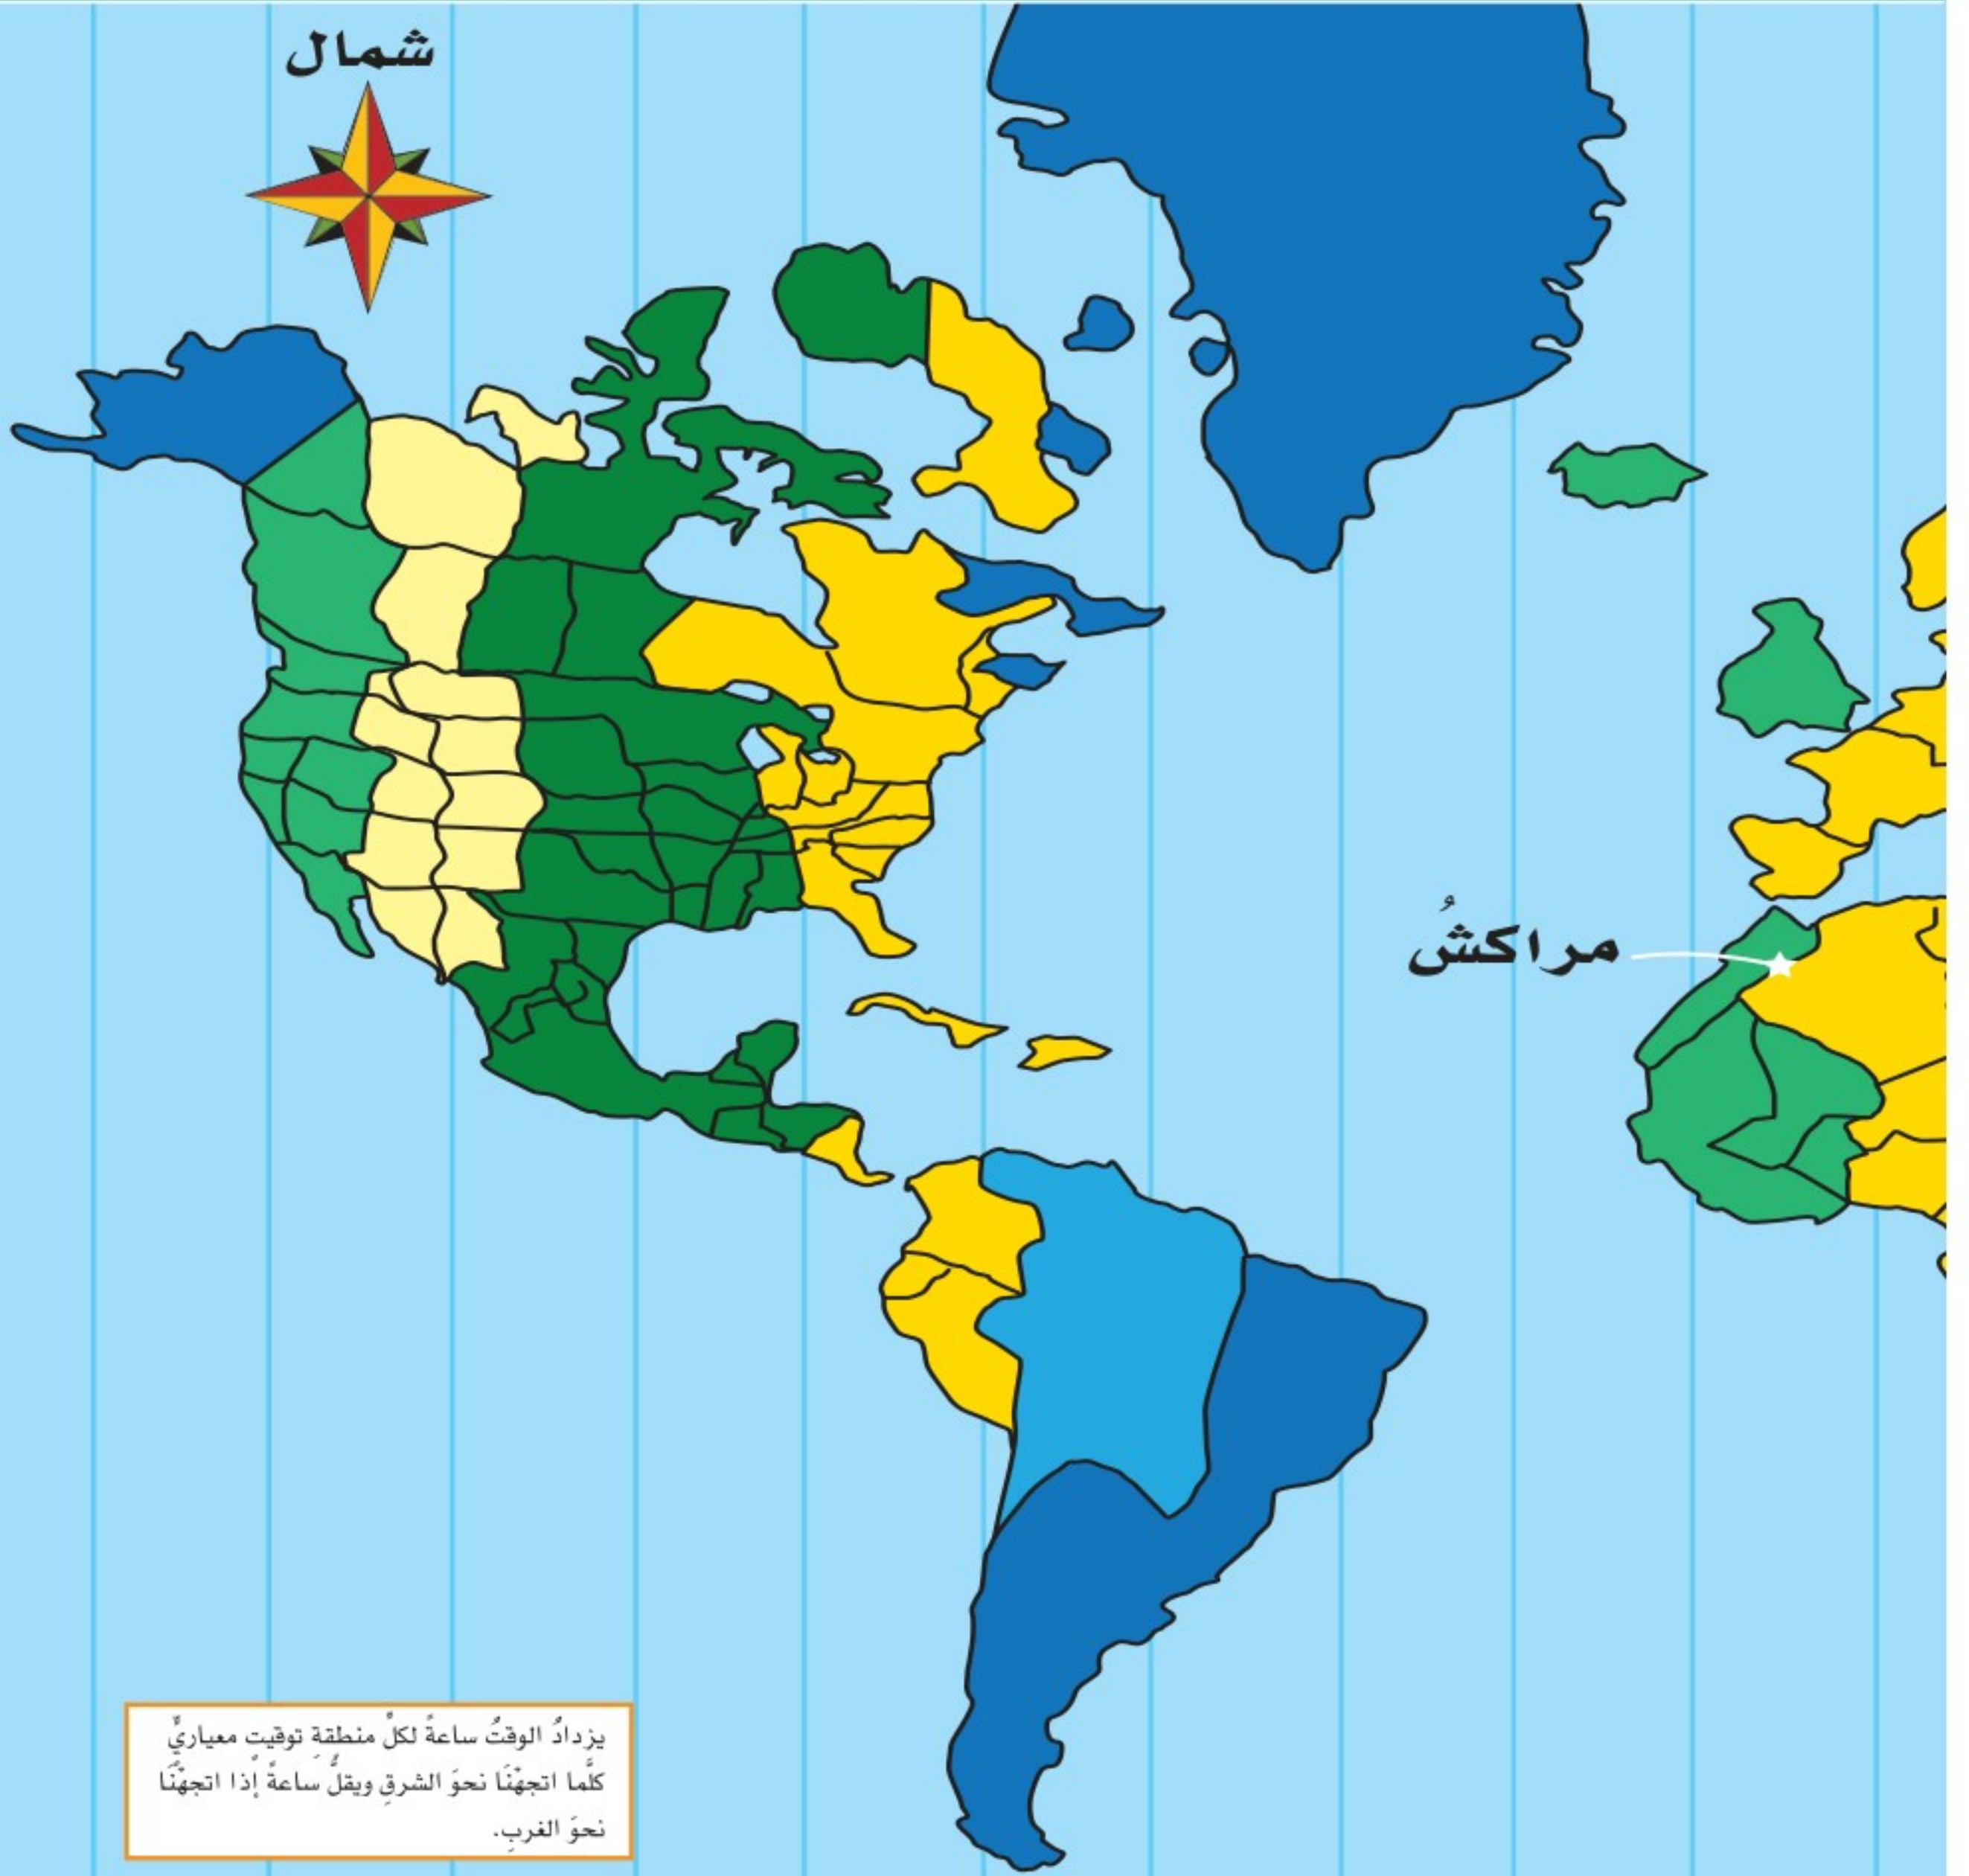 شمال
مراكشُ
يزدادُ الوقتُ ساعةً لكلِّ منطقةِ توقيتٍ معياريٍّ
كلَّما اتجهْنَا نحوَ الشرقِ ويقلُّ ساعةً إذا اتجهْنَا
نحوَ الغربِ.